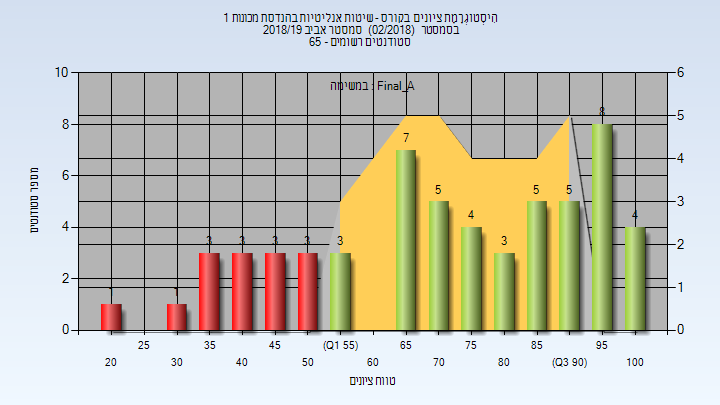 היסטוגרמת ציונים בקורס - שיטות אנליטיות בהנדסת מכונות 1
בסמסטר (02/2018) סמסטר אביב 2018/19
סטודנטים רשומים - 65
במשימה : Final_A
10 8 6 4 2 0
מספר סטודנטים
6 5 4 3 2 1 0
1 1 3 3 3 3 3 7 5 4 3 5 5 8 4
25 35 45 (Q1 55) 65 75 85 95
20 30 40 50 60 70 80 (Q3 90) 100
טווח ציונים